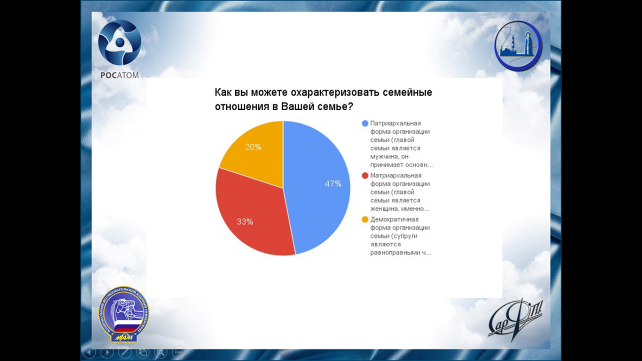 РОСАТОМ
Как вы можете охарактеризовать семейные
отношения в Вашей семье?
20%
47%
33%
Патриархальная
форма организации
семьи (главой
семьи является
мужчина, он
принимает основн...
Матриархальная
форма организации
семьи (главой
семьи является
женщина, именно...
Демократичная
форма организации
семьи (супруги
являются
равноправными ч...
СарФТИ